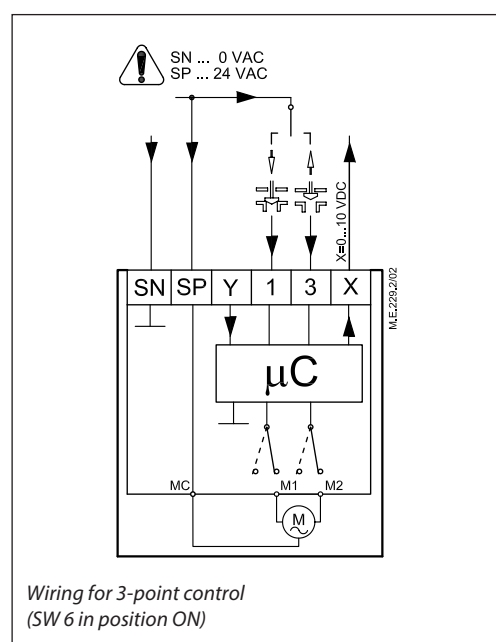 SN ... 0 VAC
SP ... 24 VAC
X=0...10 VDC
SN SP Y 1 3 X
M.E.229.2/02
µC
MC M1 M2
M
Wiring for 3-point control
(SW 6 in position ON)